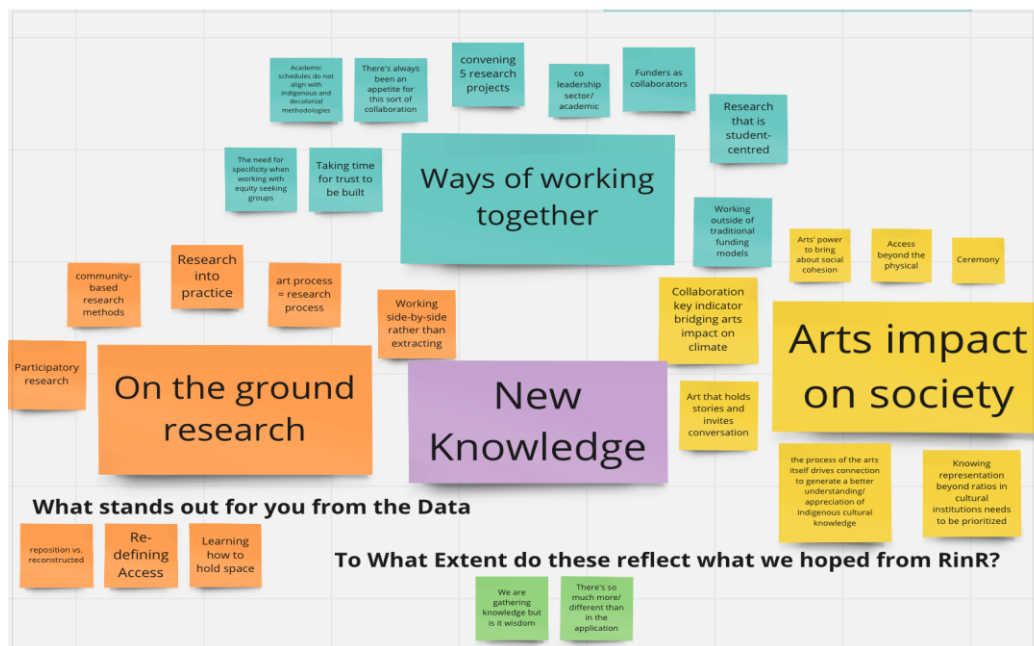 Academic
schedules do not
align with
indigenous and
decolonial
methodologies
There's always
been an
appetite for
this sort of
collaboration
convening
5 research
projects
co
leadership
sector/
academic
Funders as
collaborators
Research
that is
student-
centred
The need for
specificity when
working with
equity seeking
groups
Taking time
for trust to
be built
Ways of working
together
Working
outside of
traditional
funding
models
Arts' power
to bring
about social
cohesion
Access
beyond the
physical
Ceremony
community-
based
research
methods
Research
into
practice
art process
= research
process
Working
side-by-side
rather than
extracting
Collaboration
key indicator
bridging arts
impact on
climate
Participatory
research
On the ground
research
New
Knowledge
Arts impact
on society
Art that holds
stories and
invites
conversation
the process of the arts
itself drives connection
to generate a better
understanding/
appreciation of
Indigenous cultural
knowledge
Knowing
representation
beyond ratios in
cultural
institutions needs
to be prioritized
What stands out for you from the Data
reposition vs.
reconstructed
Re-
defining
Access
Learning
how to
hold space
To What Extent do these reflect what we hoped from RinR?
We are
gathering
knowledge but
is it wisdom
There's so
much more/
different than
in the
application